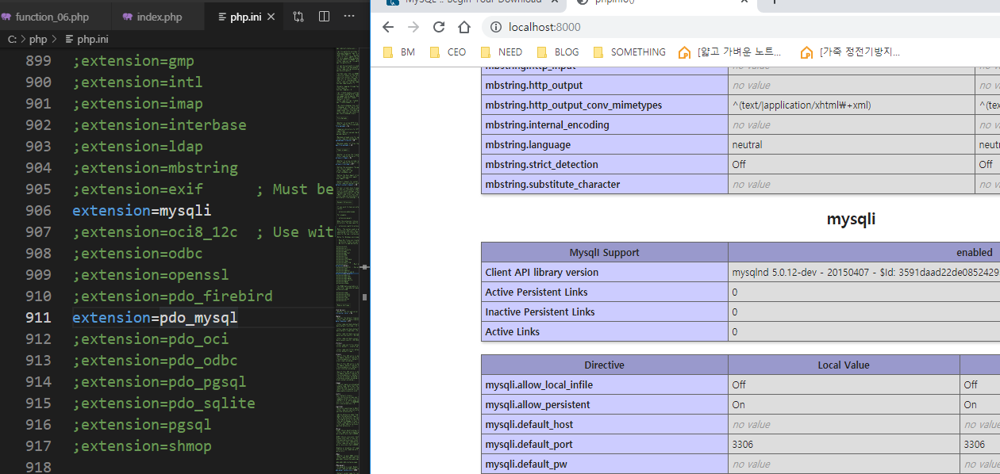 function_06.php index.php php.ini
C: > php > php.ini
899 ;extension=gmp
900 ;extension=intl
901 ;extension=imap
902 ;extension=interbase
903 ;extension=ldap
904 ;extension=mbstring
905 ;extension=exif ; Must be
906 extension=mysqli
907 ;extension=oci8_12c ; Use wit
908 ;extension=odbc
909 ;extension=openssl
910 ;extension=pdo_firebird
911 extension=pdo_mysql
912 ;extension=pdo_oci
913 ;extension=pdo_odbc
914 ;extension=pdo_pgsql
915 ;extension=pdo_sqlite
916 ;extension=pgsql
917 ;extension=shmop
918
MySQL :: Begin Your Download phpinfo()
localhost:8000
BM CEO NEED BLOG SOMETHING [얇고 가벼운 노트... [가죽 정전기방지...
mbstring.http_input no value no v
mbstring.http_output no value no v
mbstring.http_output_conv_mimetypes ^(text/|application/xhtml₩+xml) ^(tex
mbstring.internal_encoding no value no v
mbstring.language neutral neutr
mbstring.strict_detection Off Off
mbstring.substitute_character no value no v
mysqli
MysqlI Support enabled
Client API library version mysqlnd 5.0.12-dev - 20150407 - $Id: 3591daad22de0852429
Active Persistent Links 0
Inactive Persistent Links 0
Active Links 0
Directive Local Value
mysqli.allow_local_infile Off Off
mysqli.allow_persistent On On
mysqli.default_host no value no value
mysqli.default_port 3306 3306
mysqli.default_pw no value no value